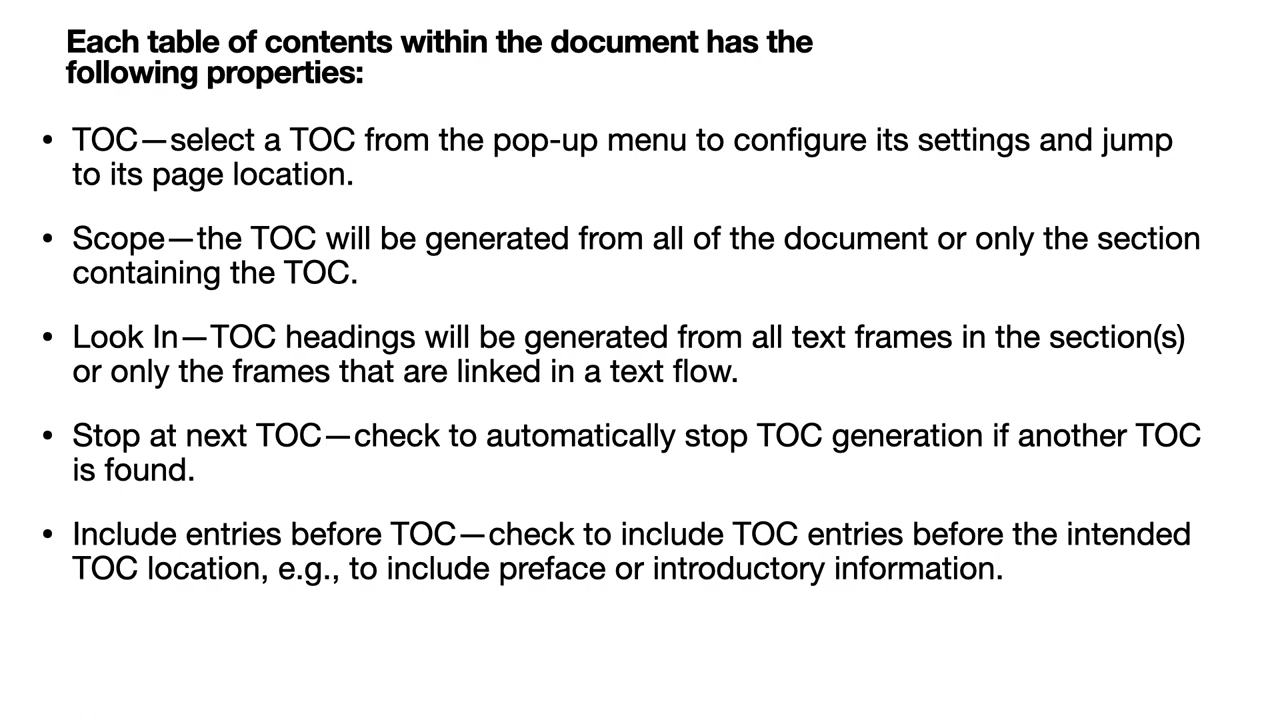 Each table of contents within the document has the
following properties:
• TOC—select a TOC from the pop-up menu to configure its settings and jump
to its page location.
• Scope—the TOC will be generated from all of the document or only the section
containing the TOC.
• Look In—TOC headings will be generated from all text frames in the section(s)
or only the frames that are linked in a text flow.
• Stop at next TOC—check to automatically stop TOC generation if another TOC
is found.
• Include entries before TOC—check to include TOC entries before the intended
TOC location, e.g., to include preface or introductory information.